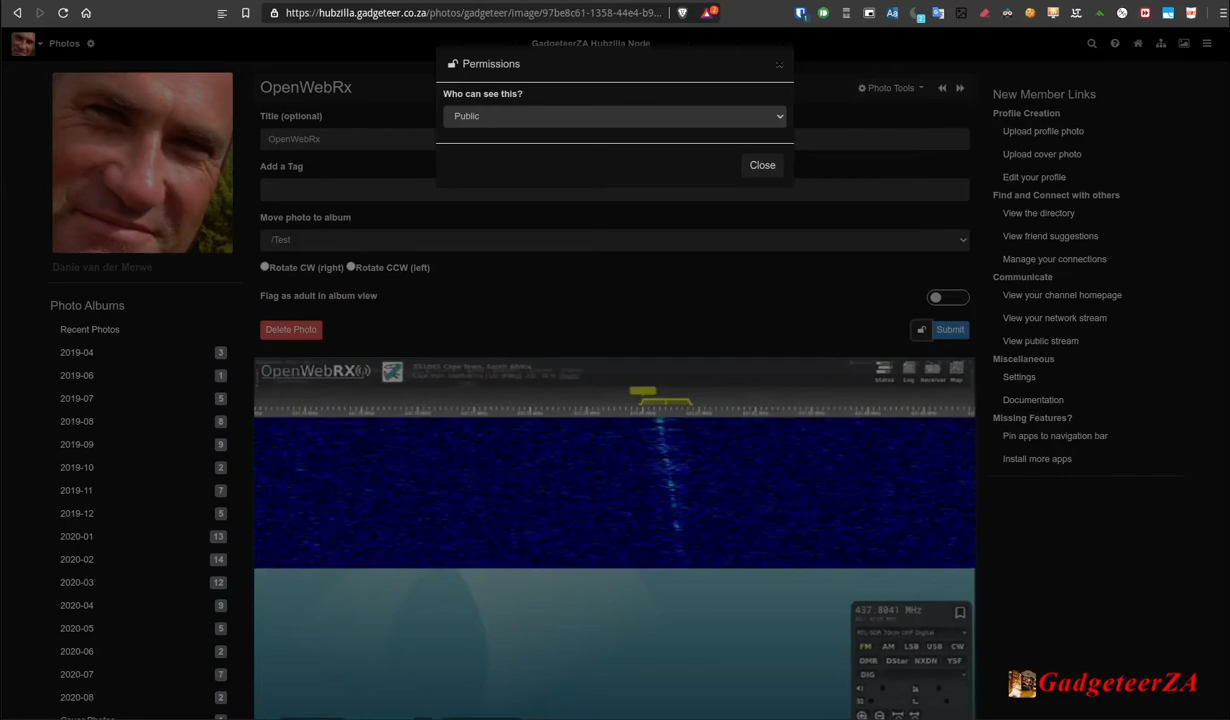 https://hubzilla.gadgeteer.co.za/photos/gadgeteer/image/97be8c61-1358-44e4-b9...
2
2
Photos
GadgeteerZA Hubzilla Node
Permissions
Who can see this?
Public
Close
OpenWebRx
Photo Tools
Title (optional)
OpenWebRx
Add a Tag
Move photo to album
/Test
Rotate CW (right)
Rotate CCW (left)
Flag as adult in album view
Delete Photo
Submit
Danie van der Merwe
Photo Albums
Recent Photos
2019-04 3
2019-06 1
2019-07 5
2019-08 8
2019-09 9
2019-10 2
2019-11 7
2019-12 5
2020-01 13
2020-02 14
2020-03 12
2020-04 9
2020-05 5
2020-06 2
2020-07 7
2020-08 2
New Member Links
Profile Creation
Upload profile photo
Upload cover photo
Edit your profile
Find and Connect with others
View the directory
View friend suggestions
Manage your connections
Communicate
View your channel homepage
View your network stream
View public stream
Miscellaneous
Settings
Documentation
Missing Features?
Pin apps to navigation bar
Install more apps
OpenWebRX
Status Log Receiver Map
437.8041 MHz
FM AM LSB USB CW
DMR DStar NXDN YSF
DIG
GadgeteerZA